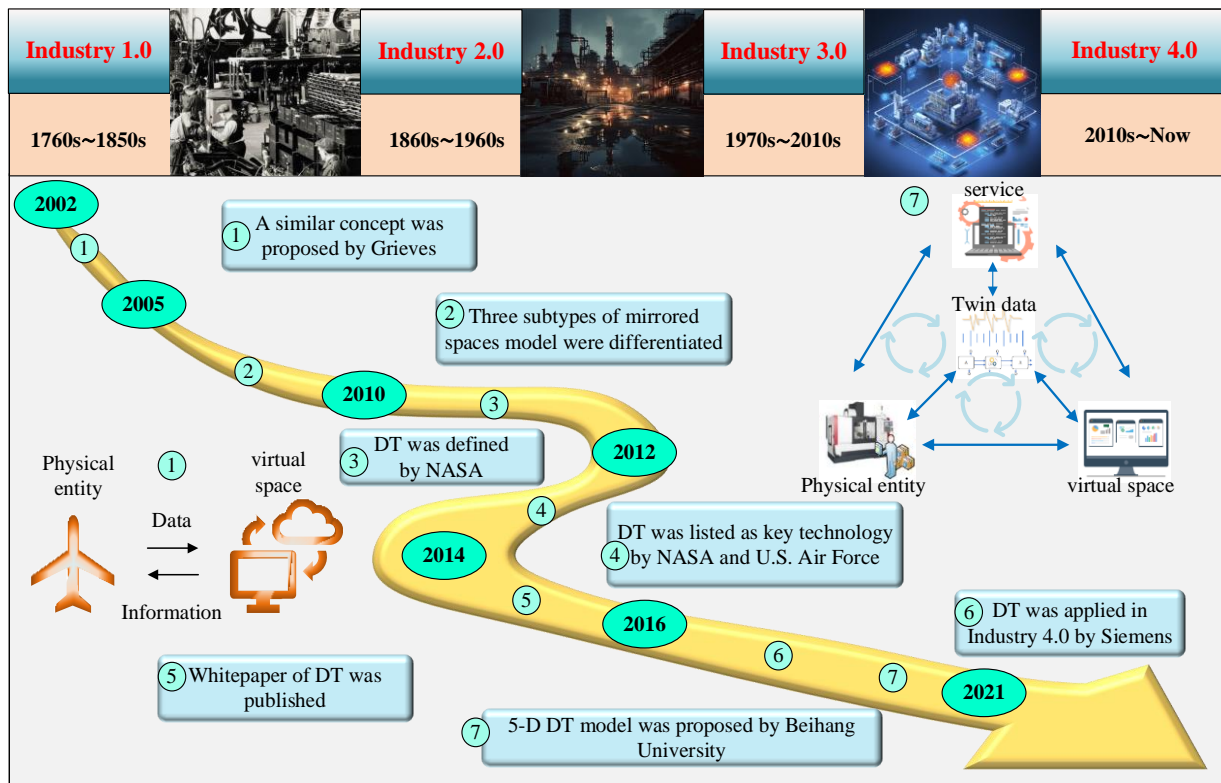 Industry 1.0
Industry 2.0
Industry 3.0
Industry 4.0
1760s~1850s
1860s~1960s
1970s~2010s
2010s~Now
2002
1
2005
2
2010
3
2012
4
2014
5
2016
6
7
2021
1
A similar concept was
proposed by Grieves
2
Three subtypes of mirrored
spaces model were differentiated
3
DT was defined
by NASA
4
DT was listed as key technology
by NASA and U.S. Air Force
5
Whitepaper of DT was
published
6
DT was applied in
Industry 4.0 by Siemens
7
5-D DT model was proposed by Beihang
University
1
Physical
entity
virtual
space
Data
Information
7
service
Twin data
Physical entity
virtual space